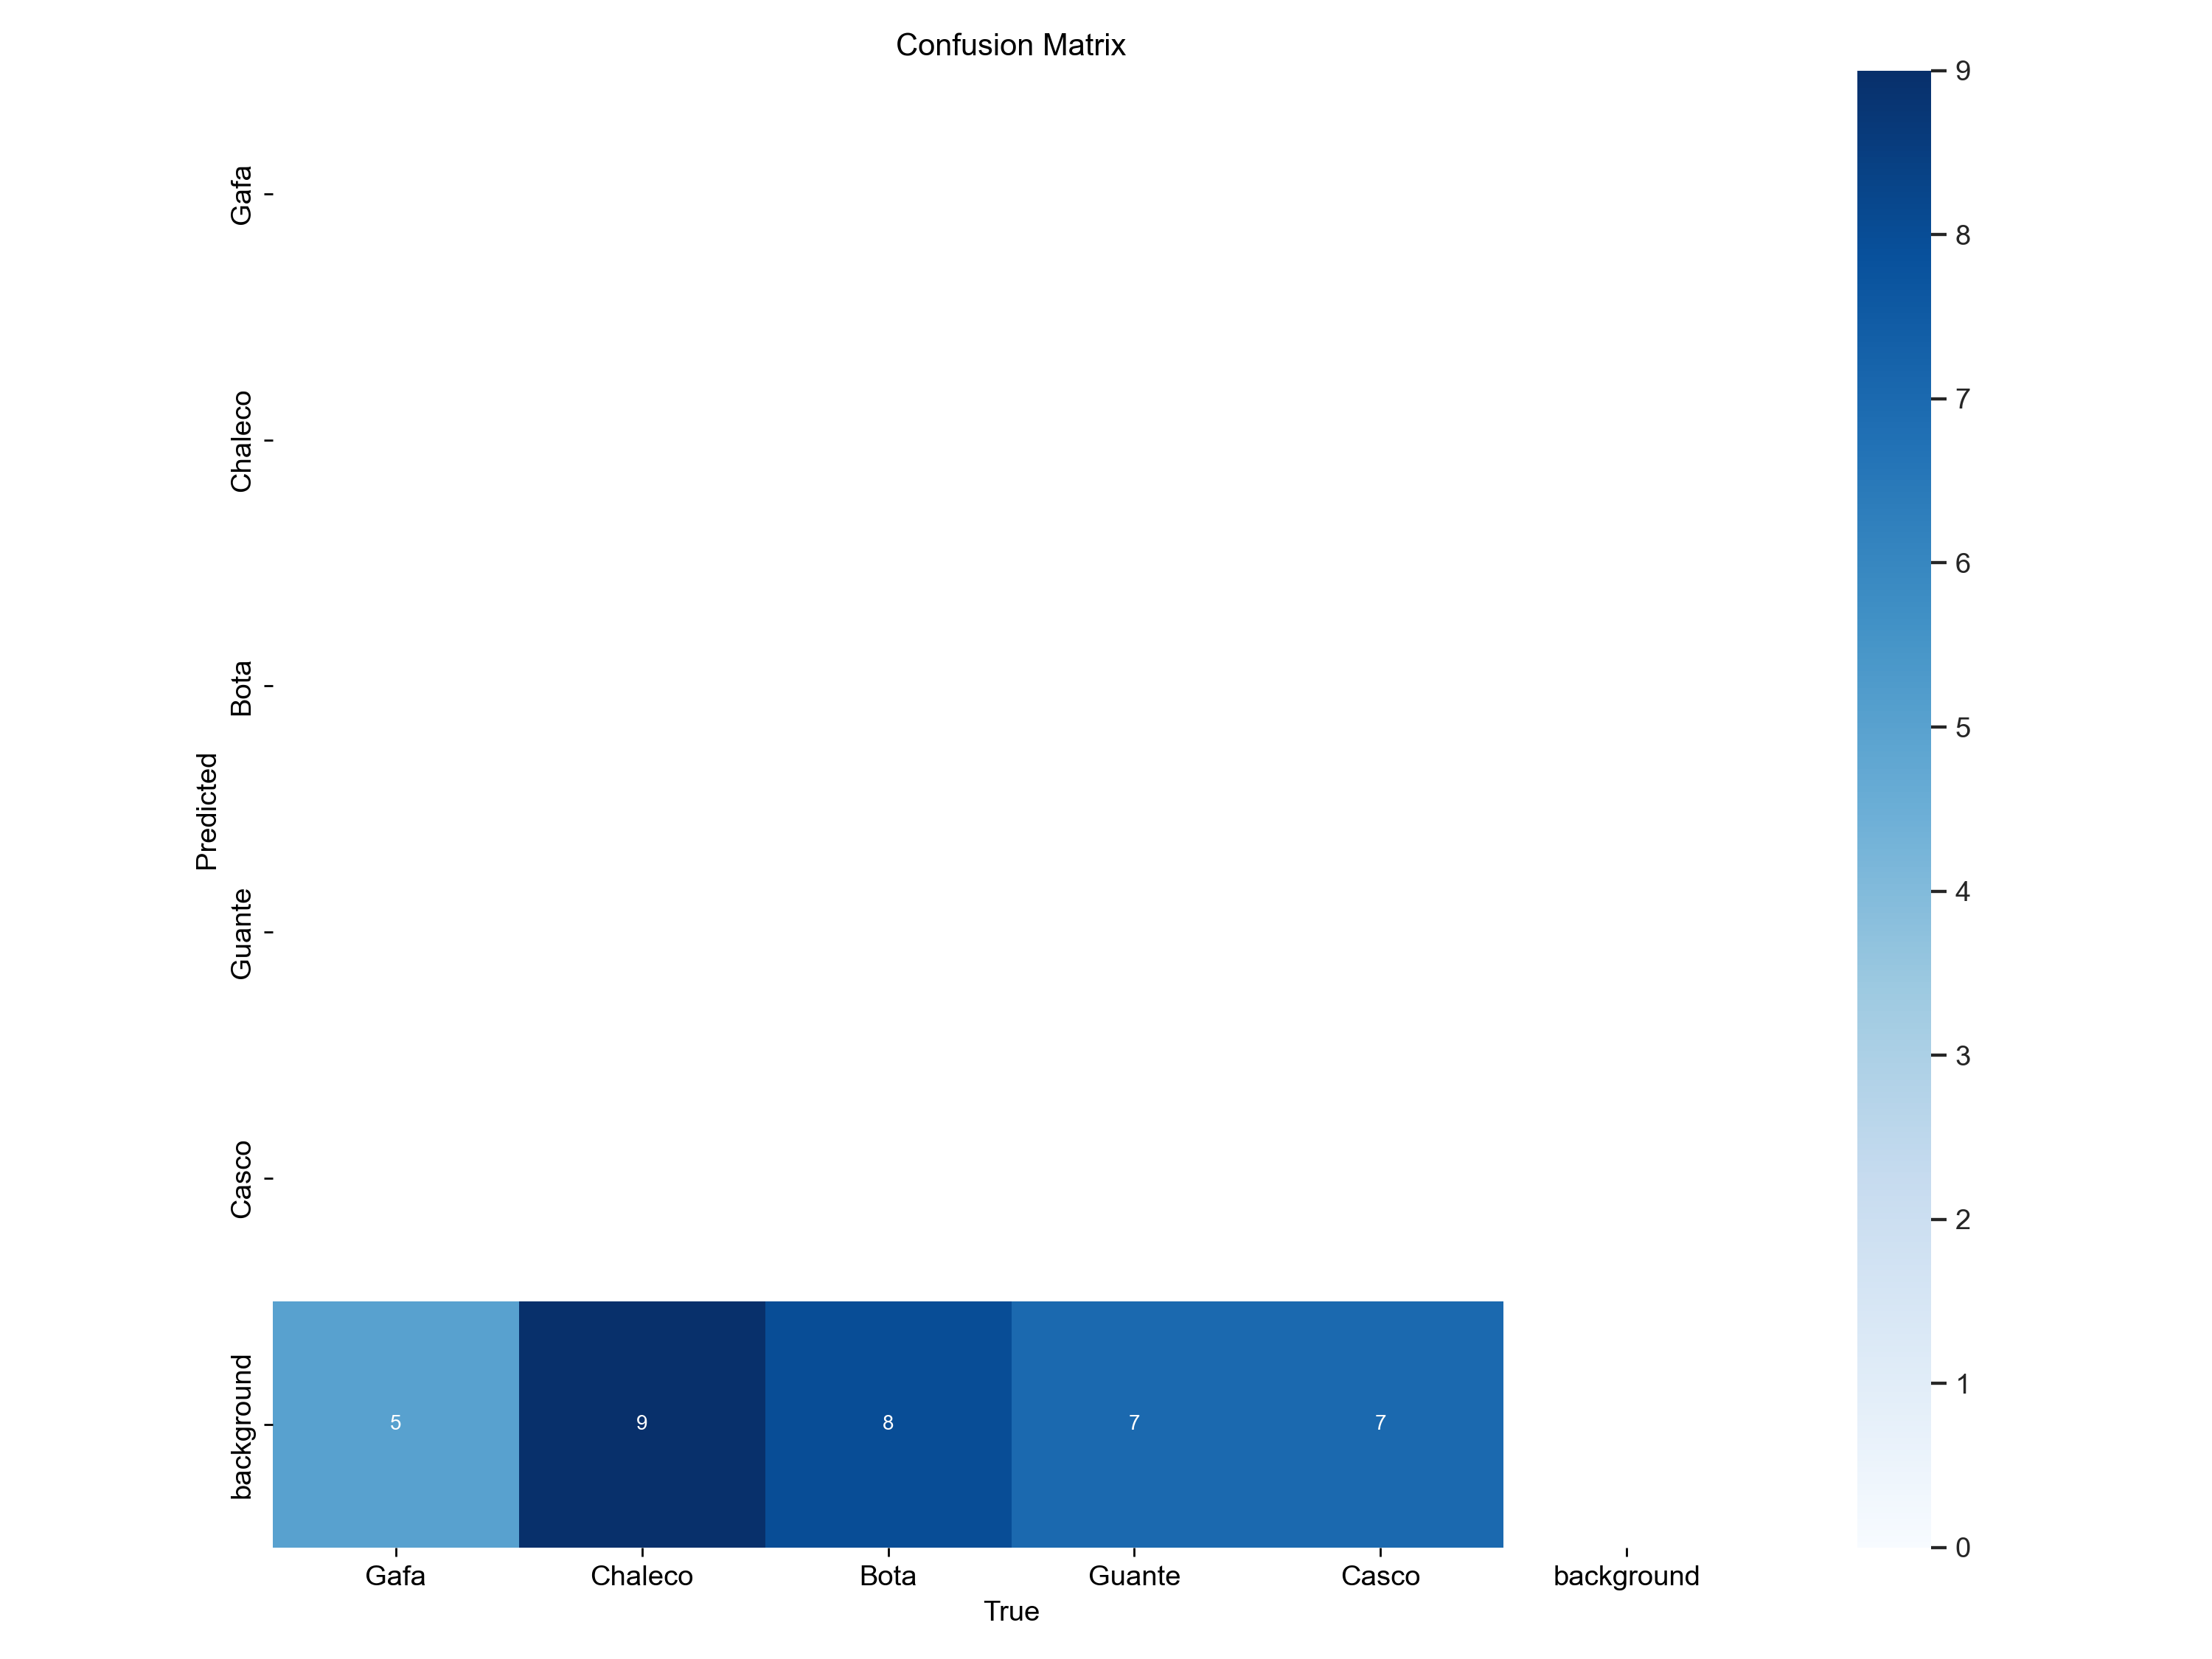 Confusion Matrix
Gafa
Chaleco
Bota
Guante
Casco
background
Predicted
5 9 8 7 7
Gafa Chaleco Bota Guante Casco background
True
9
8
7
6
5
4
3
2
1
0